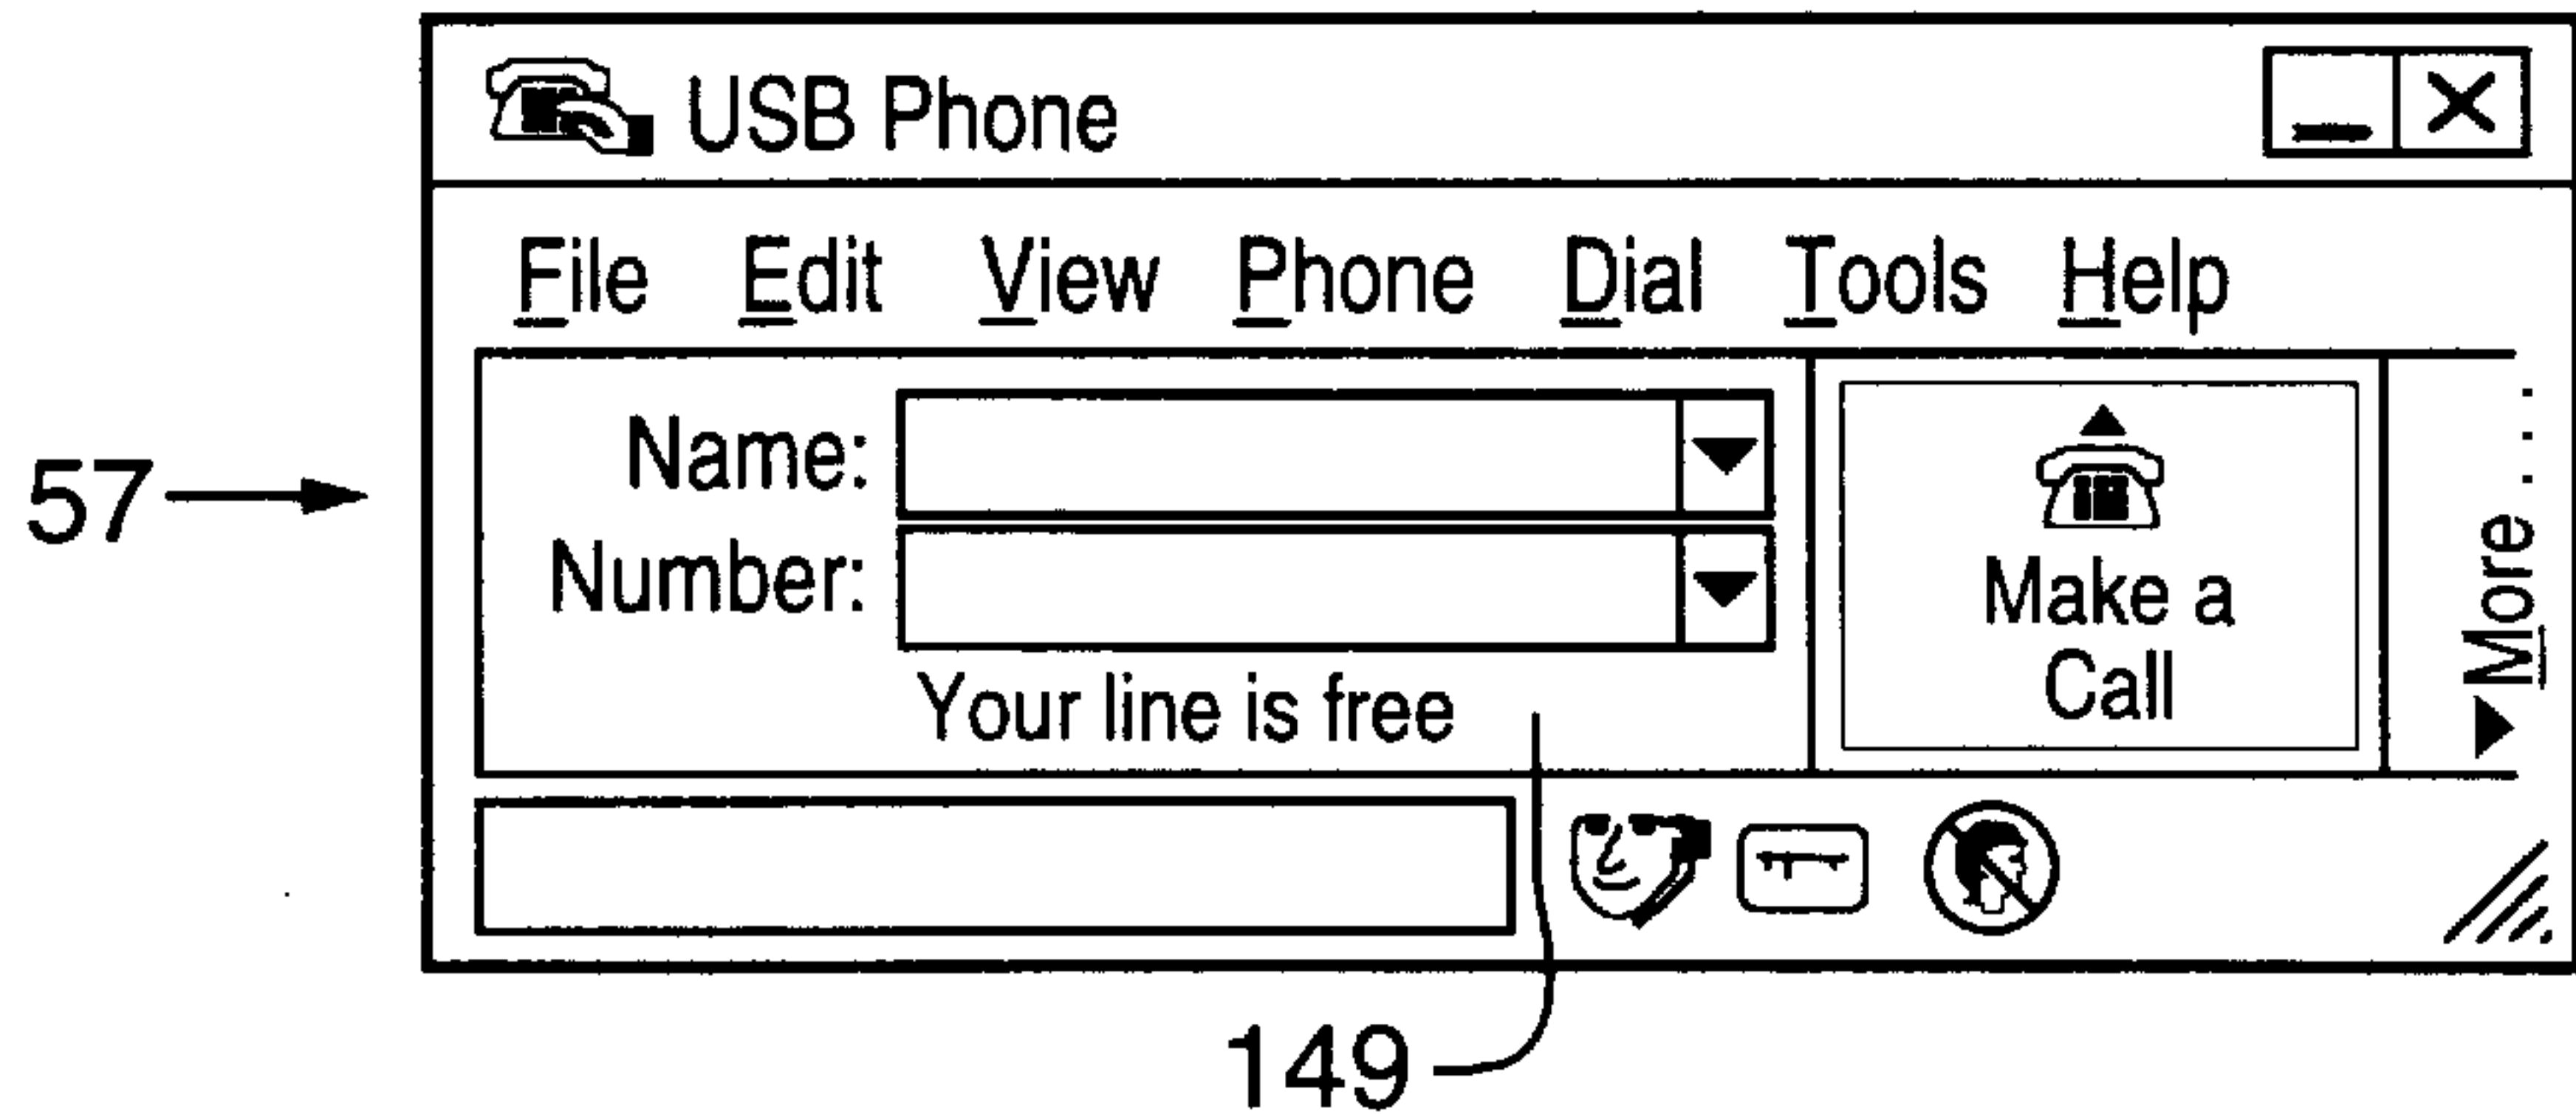 USB Phone
File Edit View Phone Dial Tools Help
57
Name:
Number:
Your line is free
Make a
Call
More ....
149